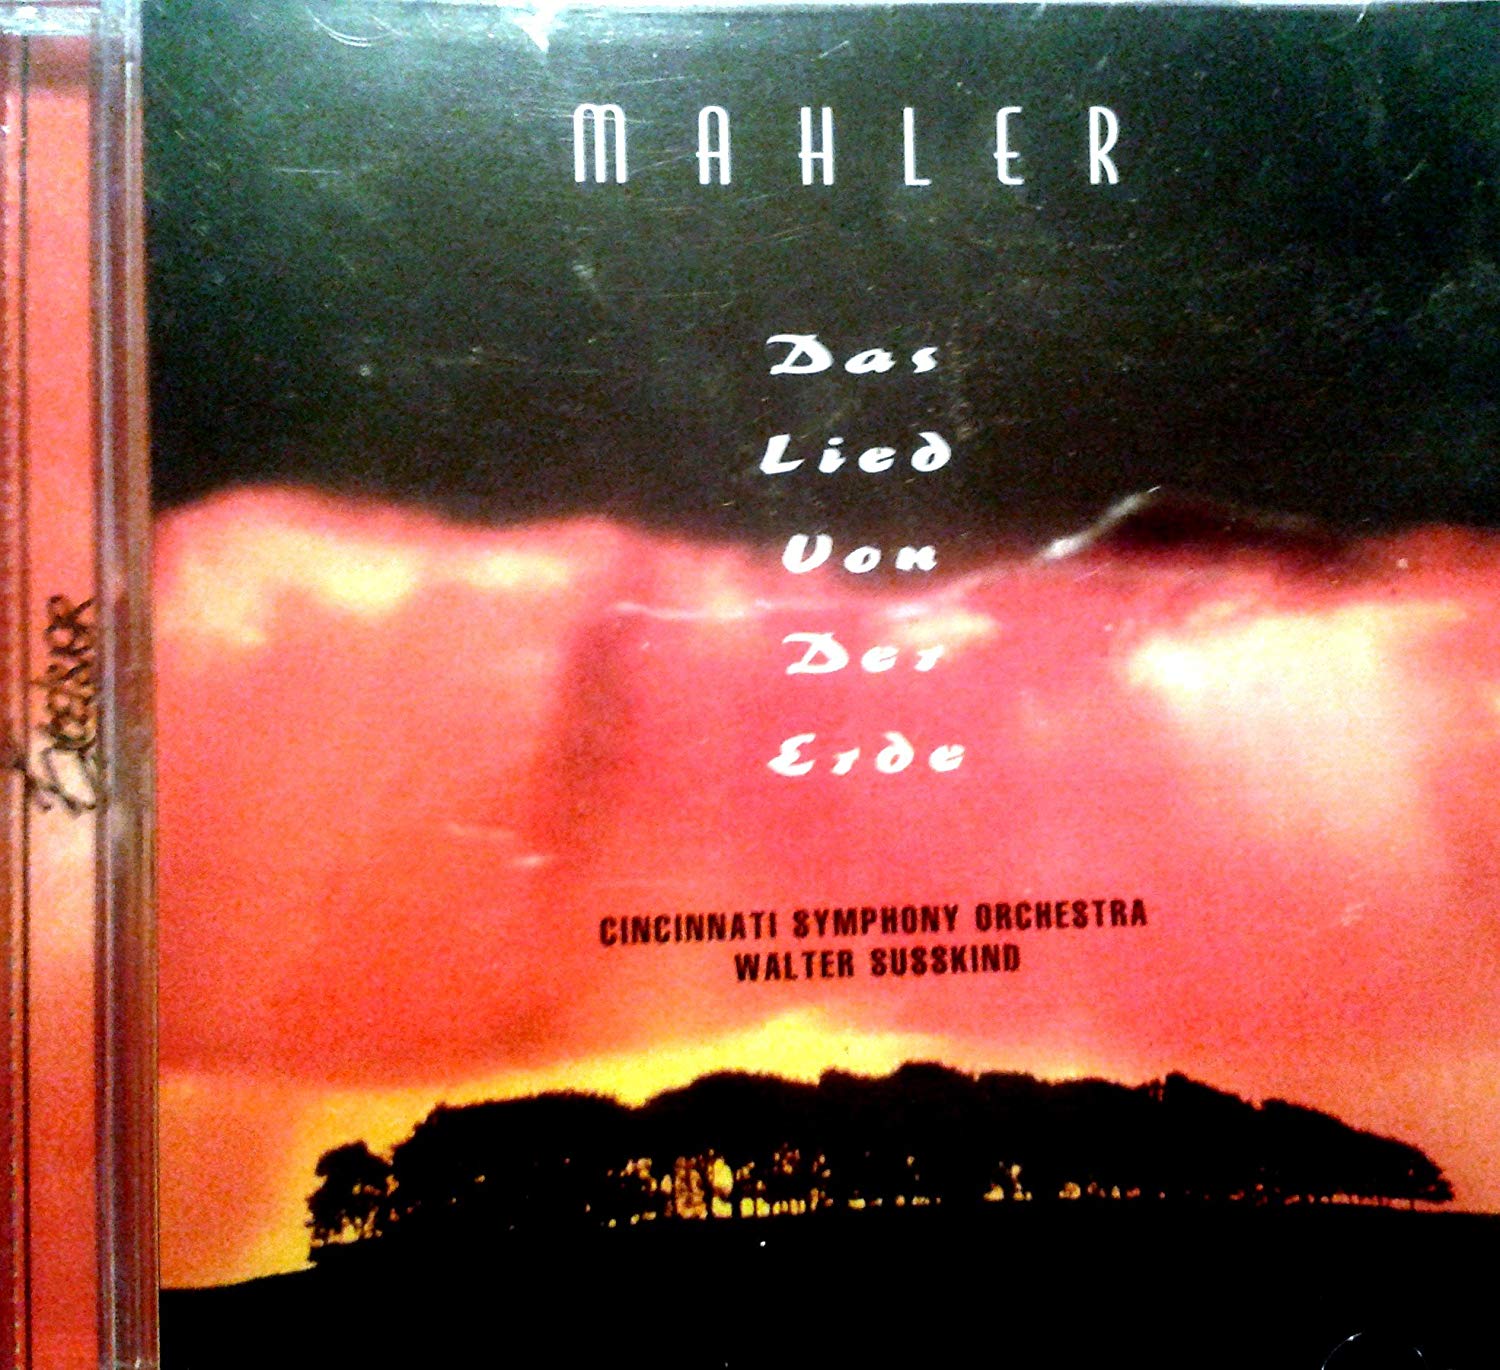 MAHLER
Das
Lied
Von
Der
Erde
CINCINNATI SYMPHONY ORCHESTRA
WALTER SUSSKIND